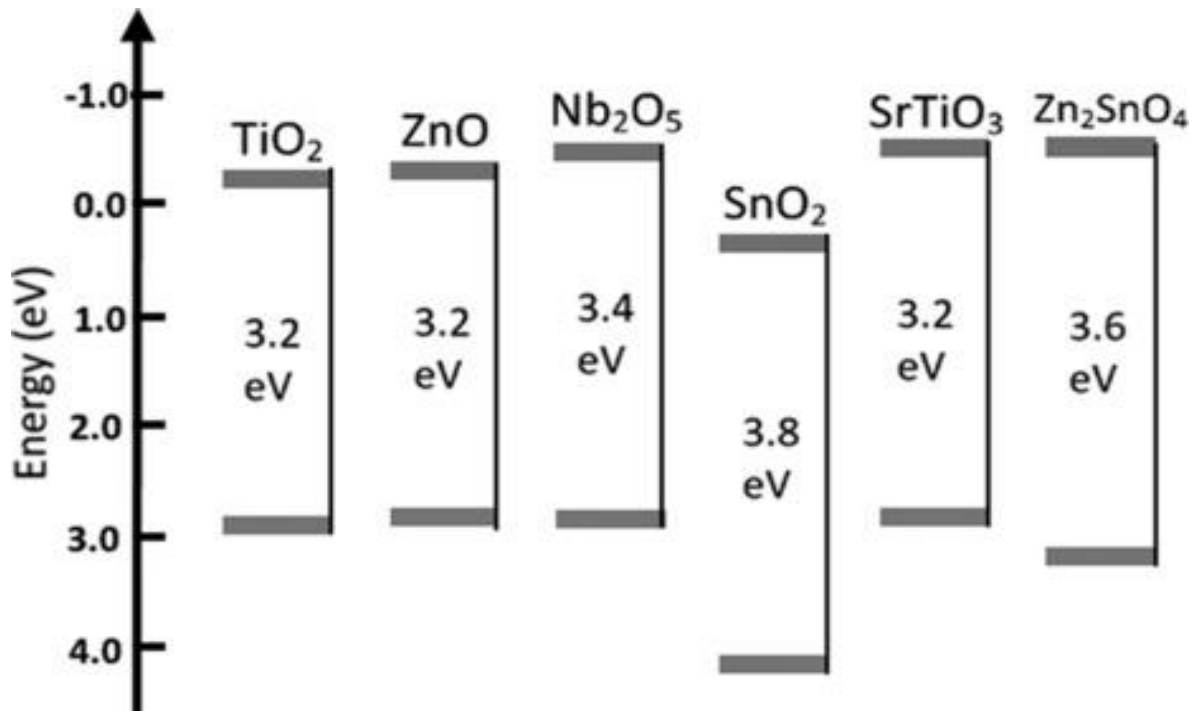 Energy (eV)
-1.0
0.0
1.0
2.0
3.0
4.0
TiO₂
3.2
eV
ZnO
3.2
eV
Nb₂O₅
3.4
eV
SnO₂
3.8
eV
SrTiO₃
3.2
eV
Zn₂SnO₄
3.6
eV